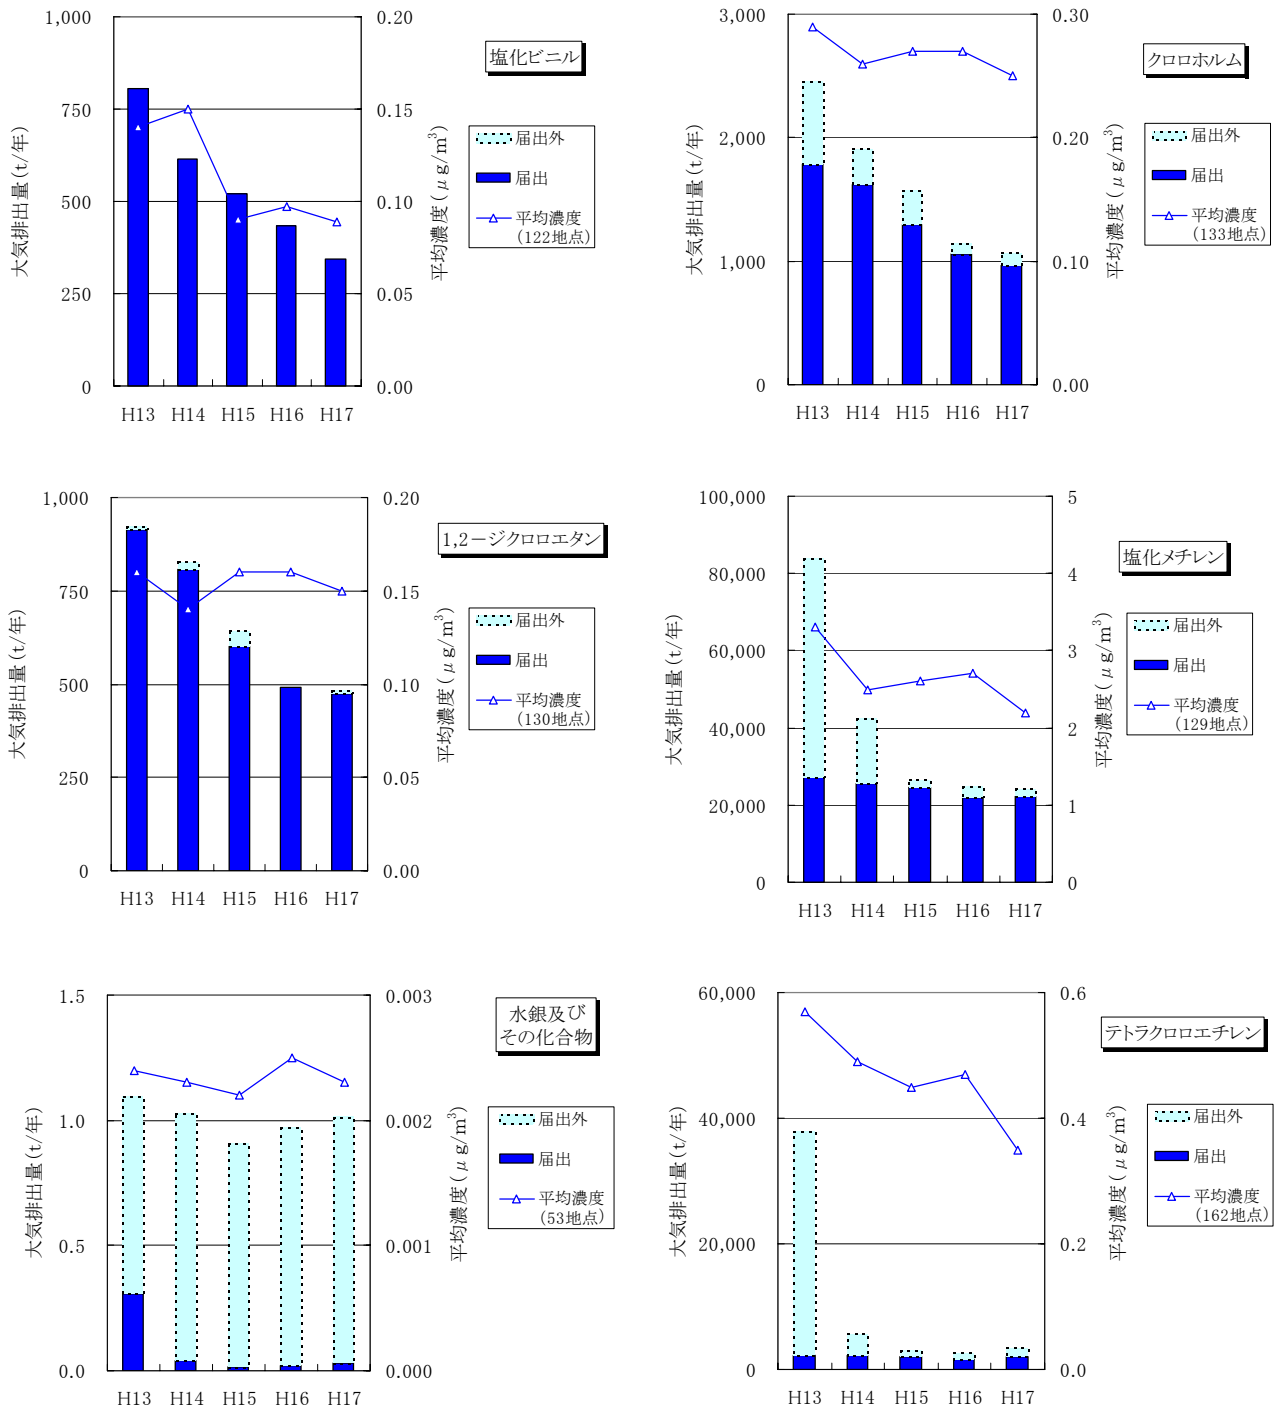 塩化ビニル
大気排出量(t/年)
1,000
750
500
250
0
0.20
0.15
0.10
0.05
0.00
平均濃度(μg/m³)
届出外
届出
平均濃度
(122地点)
H13 H14 H15 H16 H17
クロロホルム
大気排出量(t/年)
3,000
2,000
1,000
0
0.30
0.20
0.10
0.00
平均濃度(μg/m³)
届出外
届出
平均濃度
(133地点)
H13 H14 H15 H16 H17
1,2－ジクロロエタン
大気排出量(t/年)
1,000
750
500
250
0
0.20
0.15
0.10
0.05
0.00
平均濃度(μg/m³)
届出外
届出
平均濃度
(130地点)
H13 H14 H15 H16 H17
塩化メチレン
大気排出量(t/年)
100,000
80,000
60,000
40,000
20,000
0
5
4
3
2
1
0
平均濃度(μg/m³)
届出外
届出
平均濃度
(129地点)
H13 H14 H15 H16 H17
水銀及び
その化合物
大気排出量(t/年)
1.5
1.0
0.5
0.0
0.003
0.002
0.001
0.000
平均濃度(μg/m³)
届出外
届出
平均濃度
(53地点)
H13 H14 H15 H16 H17
テトラクロロエチレン
大気排出量(t/年)
60,000
40,000
20,000
0
0.6
0.4
0.2
0.0
平均濃度(μg/m³)
届出外
届出
平均濃度
(162地点)
H13 H14 H15 H16 H17